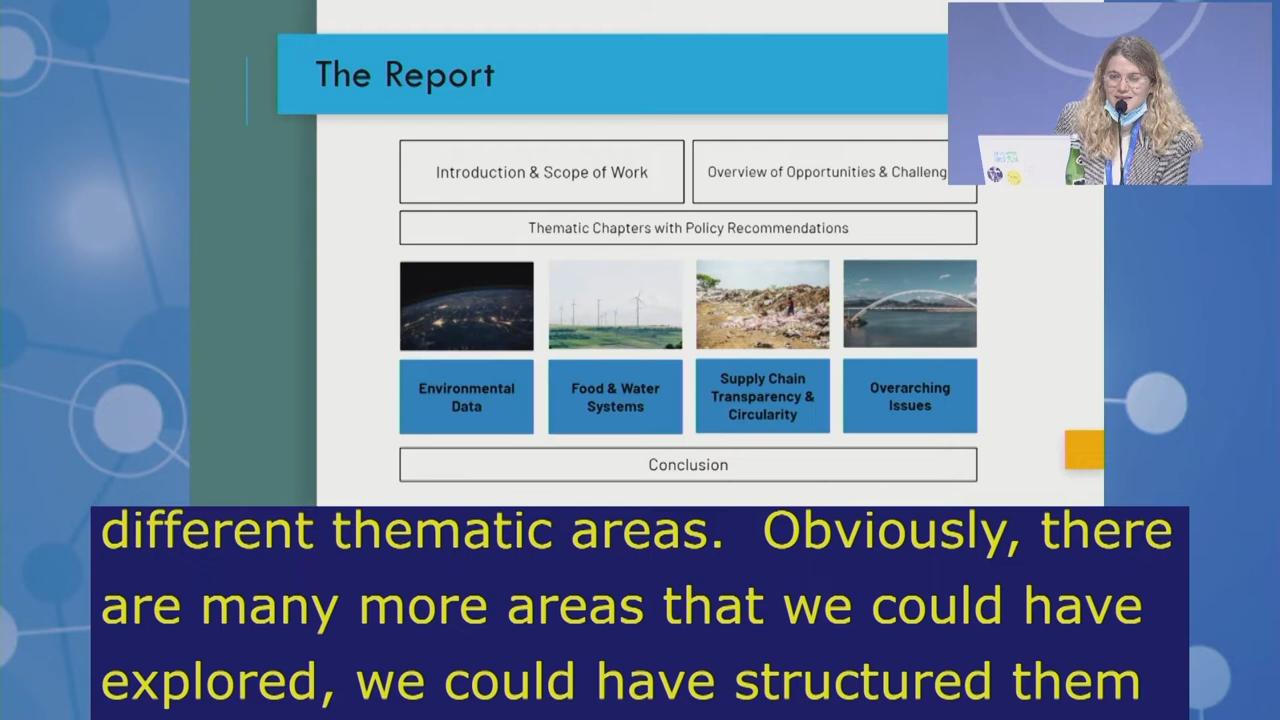 The Report
Introduction & Scope of Work
Overview of Opportunities & Challeng
Thematic Chapters with Policy Recommendations
Environmental
Data
Food & Water
Systems
Supply Chain
Transparency &
Circularity
Overarching
Issues
Conclusion
different thematic areas.  Obviously, there
are many more areas that we could have
explored, we could have structured them